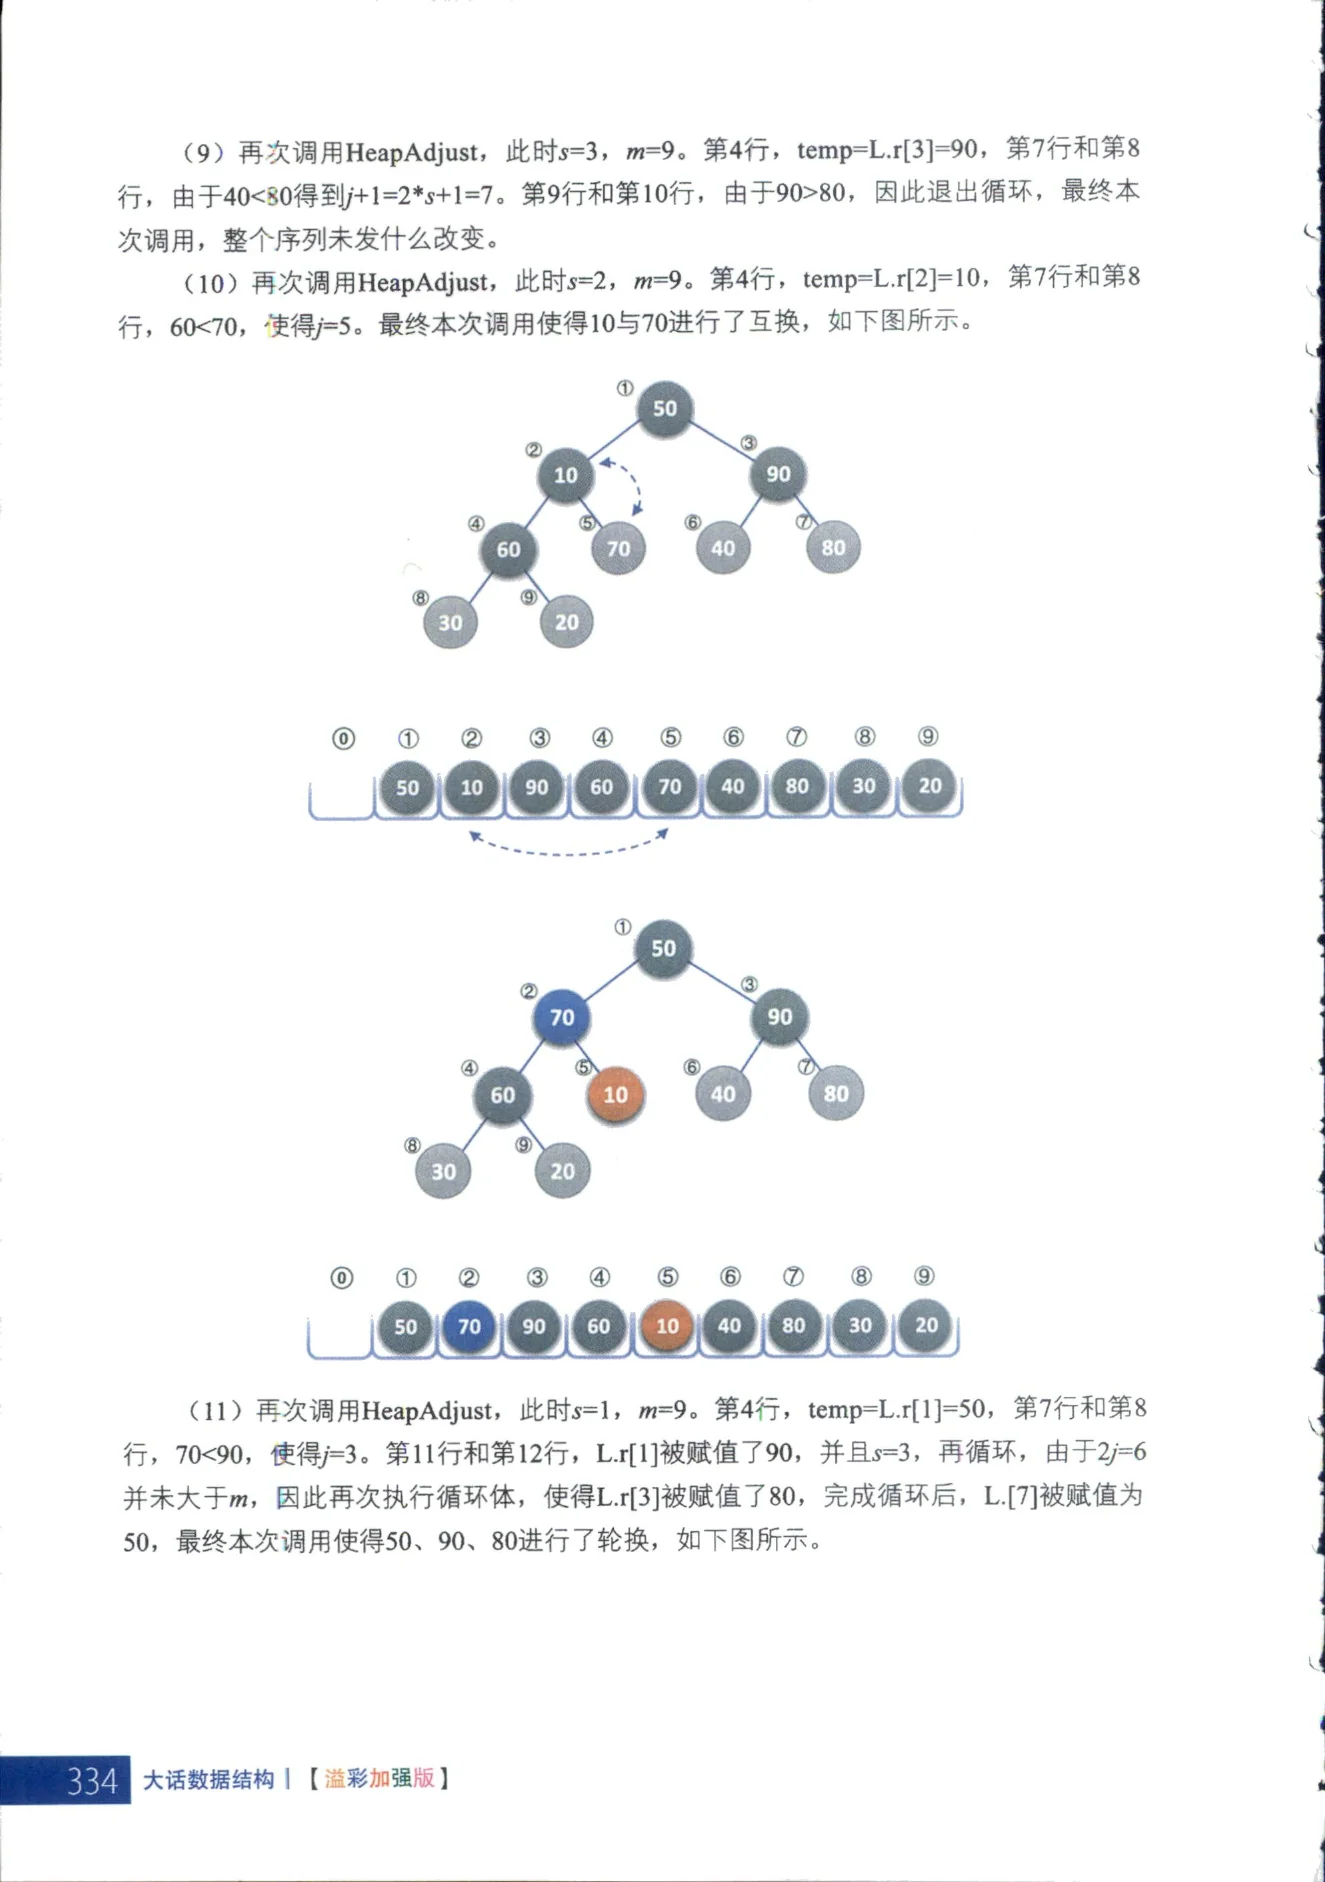 （9）再次调用HeapAdjust，此时s=3，m=9。第4行，temp=L.r[3]=90，第7行和第8
行，由于40<80得到j+1=2*s+1=7。第9行和第10行，由于90>80，因此退出循环，最终本
次调用，整个序列未发什么改变。
（10）再次调用HeapAdjust，此时s=2，m=9。第4行，temp=L.r[2]=10，第7行和第8
行，60<70，使得j=5。最终本次调用使得10与70进行了互换，如下图所示。
① 50
② 10 ③ 90
④ 60 ⑤ 70 ⑥ 40 ⑦ 80
⑧ 30 ⑨ 20
⓪ ① ② ③ ④ ⑤ ⑥ ⑦ ⑧ ⑨
50 10 90 60 70 40 80 30 20
① 50
② 70 ③ 90
④ 60 ⑤ 10 ⑥ 40 ⑦ 80
⑧ 30 ⑨ 20
⓪ ① ② ③ ④ ⑤ ⑥ ⑦ ⑧ ⑨
50 70 90 60 10 40 80 30 20
（11）再次调用HeapAdjust，此时s=1，m=9。第4行，temp=L.r[1]=50，第7行和第8
行，70<90，使得j=3。第11行和第12行，L.r[1]被赋值了90，并且s=3，再循环，由于2j=6
并未大于m，因此再次执行循环体，使得L.r[3]被赋值了80，完成循环后，L.[7]被赋值为
50，最终本次调用使得50、90、80进行了轮换，如下图所示。
334 大话数据结构 | 【溢彩加强版】